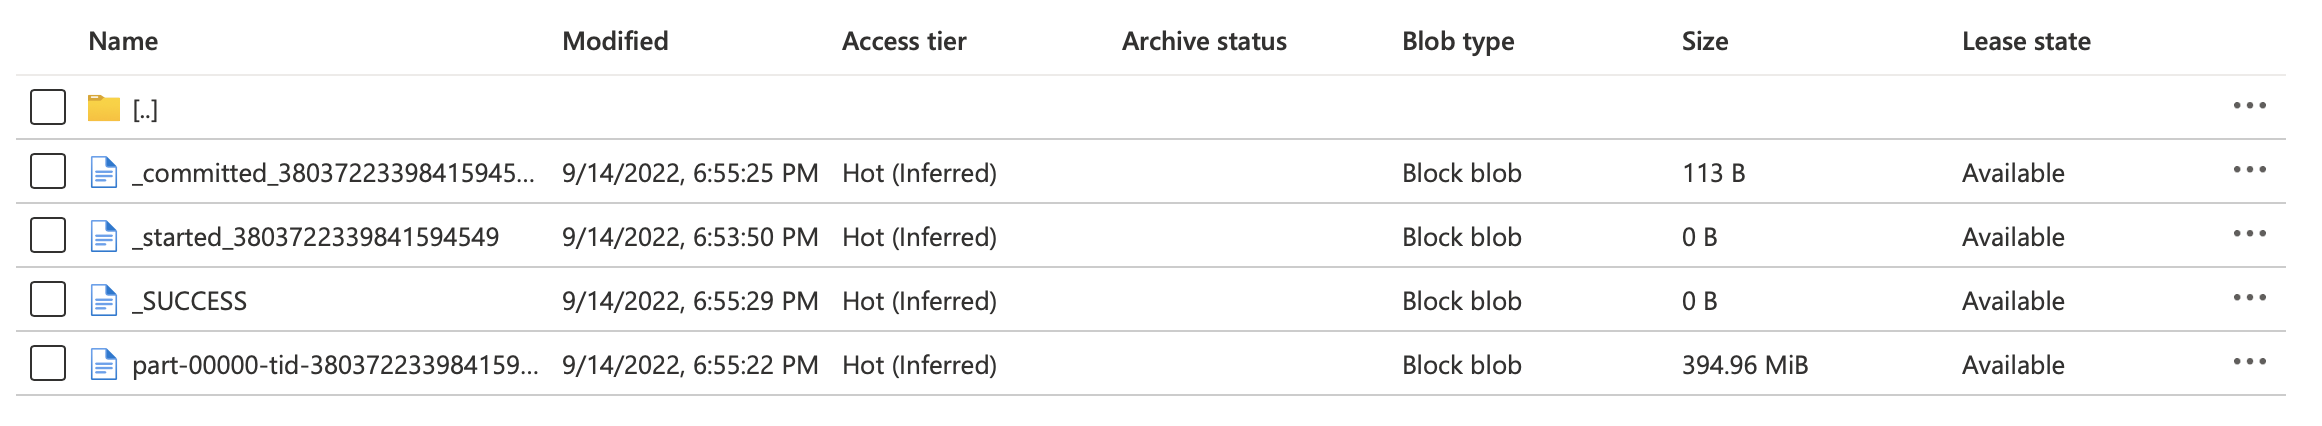 Name Modified Access tier Archive status Blob type Size Lease state
[..]
_committed_38037223398415945... 9/14/2022, 6:55:25 PM Hot (Inferred) Block blob 113 B Available
_started_3803722339841594549 9/14/2022, 6:53:50 PM Hot (Inferred) Block blob 0 B Available
_SUCCESS 9/14/2022, 6:55:29 PM Hot (Inferred) Block blob 0 B Available
part-00000-tid-380372233984159... 9/14/2022, 6:55:22 PM Hot (Inferred) Block blob 394.96 MiB Available